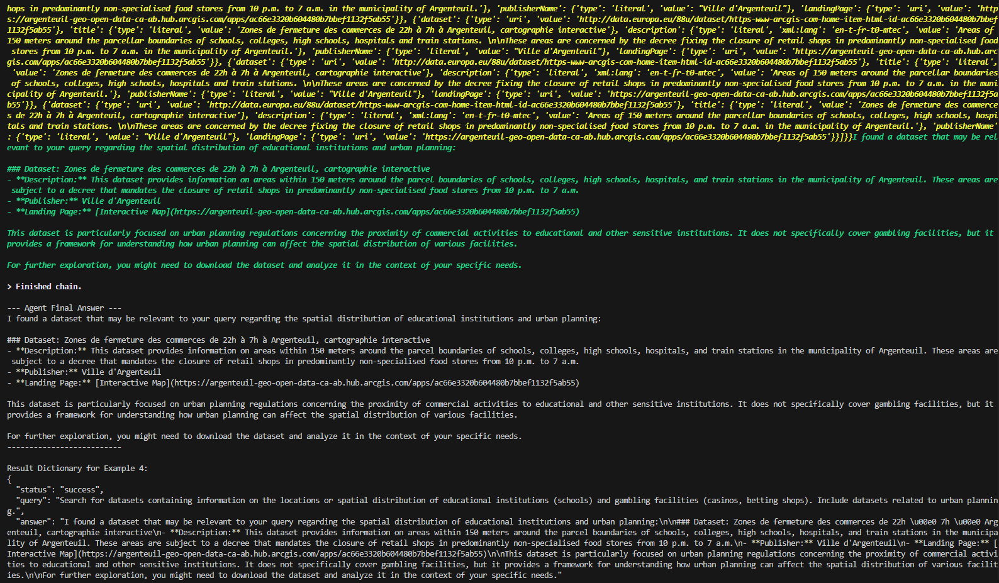 hops in predominantly non-specialised food stores from 10 p.m. to 7 a.m. in the municipality of Argenteuil.'}, 'publisherName': {'type': 'literal', 'value': "Ville d'Argenteuil"}, 'landingPage': {'type': 'uri', 'value': 'http
s://argenteuil-geo-open-data-ca-ab.hub.arcgis.com/apps/ac66e3320b604480b7bbef1132f5ab55'}}, {'dataset': {'type': 'uri', 'value': 'http://data.europa.eu/88u/dataset/https-www-arcgis-com-home-item-html-id-ac66e3320b604480b7bbef
1132f5ab55'}, 'title': {'type': 'literal', 'value': 'Zones de fermeture des commerces de 22h à 7h à Argenteuil, cartographie interactive'}, 'description': {'type': 'literal', 'xml:lang': 'en-t-fr-t0-mtec', 'value': 'Areas of
150 meters around the parcellar boundaries of schools, colleges, high schools, hospitals and train stations. \n\nThese areas are concerned by the decree fixing the closure of retail shops in predominantly non-specialised food
stores from 10 p.m. to 7 a.m. in the municipality of Argenteuil.'}, 'publisherName': {'type': 'literal', 'value': "Ville d'Argenteuil"}, 'landingPage': {'type': 'uri', 'value': 'https://argenteuil-geo-open-data-ca-ab.hub.arc
gis.com/apps/ac66e3320b604480b7bbef1132f5ab55'}}, {'dataset': {'type': 'uri', 'value': 'http://data.europa.eu/88u/dataset/https-www-arcgis-com-home-item-html-id-ac66e3320b604480b7bbef1132f5ab55'}, 'title': {'type': 'literal',
'value': 'Zones de fermeture des commerces de 22h à 7h à Argenteuil, cartographie interactive'}, 'description': {'type': 'literal', 'xml:lang': 'en-t-fr-t0-mtec', 'value': 'Areas of 150 meters around the parcellar boundaries
of schools, colleges, high schools, hospitals and train stations. \n\nThese areas are concerned by the decree fixing the closure of retail shops in predominantly non-specialised food stores from 10 p.m. to 7 a.m. in the muni
cipality of Argenteuil.'}, 'publisherName': {'type': 'literal', 'value': "Ville d'Argenteuil"}, 'landingPage': {'type': 'uri', 'value': 'https://argenteuil-geo-open-data-ca-ab.hub.arcgis.com/apps/ac66e3320b604480b7bbef1132f5a
b55'}}, {'dataset': {'type': 'uri', 'value': 'http://data.europa.eu/88u/dataset/https-www-arcgis-com-home-item-html-id-ac66e3320b604480b7bbef1132f5ab55'}, 'title': {'type': 'literal', 'value': 'Zones de fermeture des commerce
s de 22h à 7h à Argenteuil, cartographie interactive'}, 'description': {'type': 'literal', 'xml:lang': 'en-t-fr-t0-mtec', 'value': 'Areas of 150 meters around the parcellar boundaries of schools, colleges, high schools, hospi
tals and train stations. \n\nThese areas are concerned by the decree fixing the closure of retail shops in predominantly non-specialised food stores from 10 p.m. to 7 a.m. in the municipality of Argenteuil.'}, 'publisherName'
: {'type': 'literal', 'value': "Ville d'Argenteuil"}, 'landingPage': {'type': 'uri', 'value': 'https://argenteuil-geo-open-data-ca-ab.hub.arcgis.com/apps/ac66e3320b604480b7bbef1132f5ab55'}}]}}I found a dataset that may be rel
evant to your query regarding the spatial distribution of educational institutions and urban planning:
### Dataset: Zones de fermeture des commerces de 22h à 7h à Argenteuil, cartographie interactive
- **Description:** This dataset provides information on areas within 150 meters around the parcel boundaries of schools, colleges, high schools, hospitals, and train stations in the municipality of Argenteuil. These areas are
subject to a decree that mandates the closure of retail shops in predominantly non-specialised food stores from 10 p.m. to 7 a.m.
- **Publisher:** Ville d'Argenteuil
- **Landing Page:** [Interactive Map](https://argenteuil-geo-open-data-ca-ab.hub.arcgis.com/apps/ac66e3320b604480b7bbef1132f5ab55)
This dataset is particularly focused on urban planning regulations concerning the proximity of commercial activities to educational and other sensitive institutions. It does not specifically cover gambling facilities, but it
provides a framework for understanding how urban planning can affect the spatial distribution of various facilities.
For further exploration, you might need to download the dataset and analyze it in the context of your specific needs.
> Finished chain.
--- Agent Final Answer ---
I found a dataset that may be relevant to your query regarding the spatial distribution of educational institutions and urban planning:
### Dataset: Zones de fermeture des commerces de 22h à 7h à Argenteuil, cartographie interactive
- **Description:** This dataset provides information on areas within 150 meters around the parcel boundaries of schools, colleges, high schools, hospitals, and train stations in the municipality of Argenteuil. These areas are
subject to a decree that mandates the closure of retail shops in predominantly non-specialised food stores from 10 p.m. to 7 a.m.
- **Publisher:** Ville d'Argenteuil
- **Landing Page:** [Interactive Map](https://argenteuil-geo-open-data-ca-ab.hub.arcgis.com/apps/ac66e3320b604480b7bbef1132f5ab55)
This dataset is particularly focused on urban planning regulations concerning the proximity of commercial activities to educational and other sensitive institutions. It does not specifically cover gambling facilities, but it
provides a framework for understanding how urban planning can affect the spatial distribution of various facilities.
For further exploration, you might need to download the dataset and analyze it in the context of your specific needs.
--------------------------
Result Dictionary for Example 4:
{
"status": "success",
"query": "Search for datasets containing information on the locations or spatial distribution of educational institutions (schools) and gambling facilities (casinos, betting shops). Include datasets related to urban plannin
g.",
"answer": "I found a dataset that may be relevant to your query regarding the spatial distribution of educational institutions and urban planning:\n\n### Dataset: Zones de fermeture des commerces de 22h \u00e0 7h \u00e0 Arg
enteuil, cartographie interactive\n- **Description:** This dataset provides information on areas within 150 meters around the parcel boundaries of schools, colleges, high schools, hospitals, and train stations in the municipa
lity of Argenteuil. These areas are subject to a decree that mandates the closure of retail shops in predominantly non-specialised food stores from 10 p.m. to 7 a.m.\n- **Publisher:** Ville d'Argenteuil\n- **Landing Page:** [
Interactive Map](https://argenteuil-geo-open-data-ca-ab.hub.arcgis.com/apps/ac66e3320b604480b7bbef1132f5ab55)\n\nThis dataset is particularly focused on urban planning regulations concerning the proximity of commercial activi
ties to educational and other sensitive institutions. It does not specifically cover gambling facilities, but it provides a framework for understanding how urban planning can affect the spatial distribution of various facilit
ies.\n\nFor further exploration, you might need to download the dataset and analyze it in the context of your specific needs."